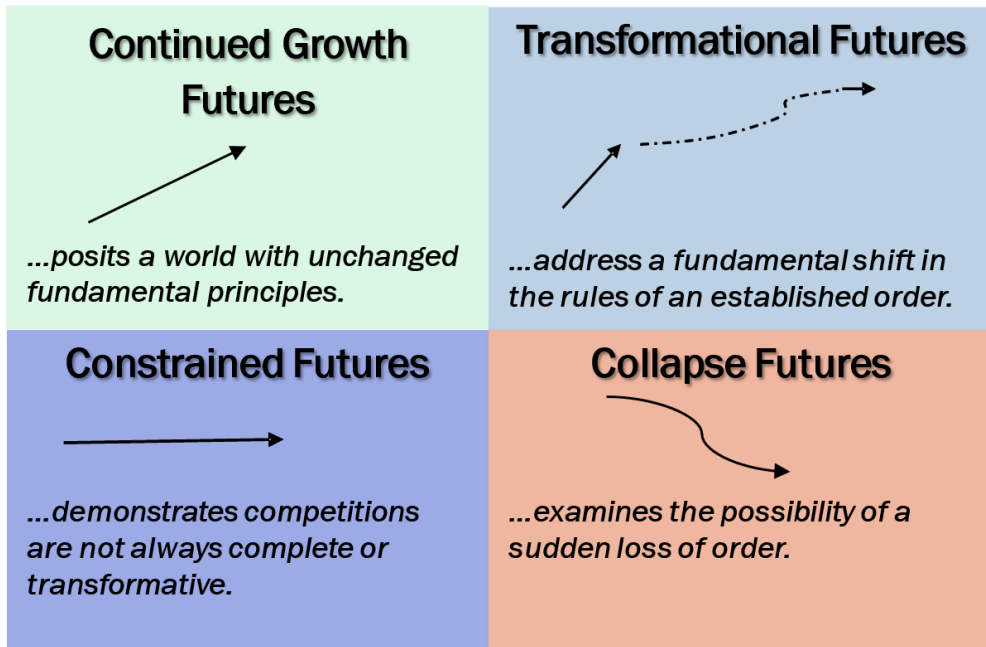 Continued Growth
Futures
...posits a world with unchanged
fundamental principles.
Transformational Futures
...address a fundamental shift in
the rules of an established order.
Constrained Futures
...demonstrates competitions
are not always complete or
transformative.
Collapse Futures
...examines the possibility of a
sudden loss of order.